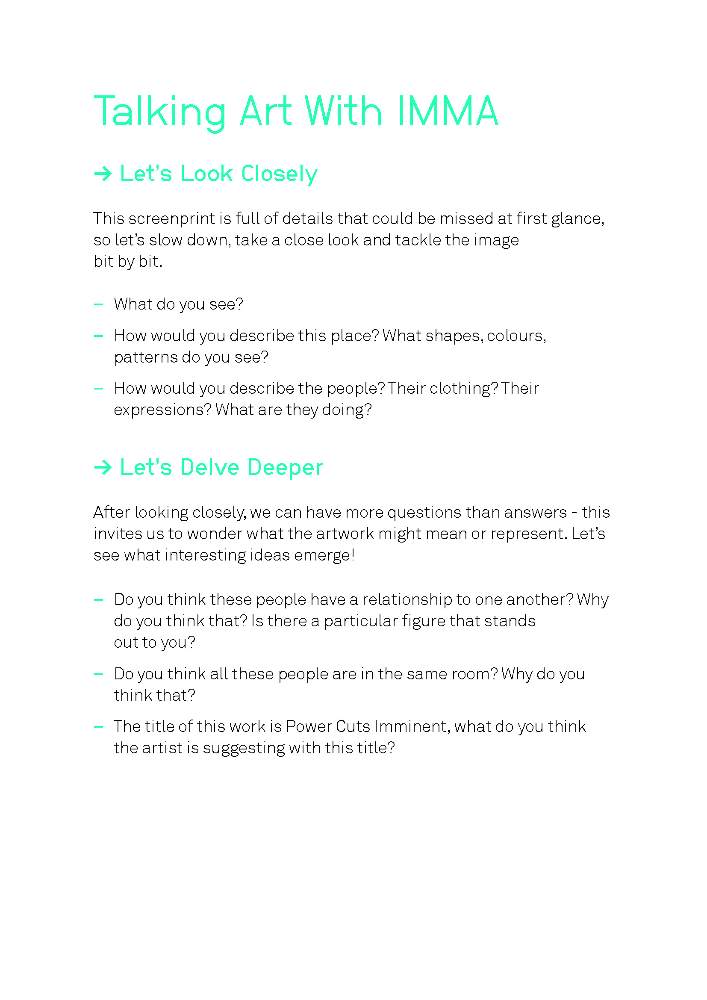 Talking Art With IMMA
→ Let's Look Closely
This screenprint is full of details that could be missed at first glance,
so let's slow down, take a close look and tackle the image
bit by bit.
– What do you see?
– How would you describe this place? What shapes, colours,
patterns do you see?
– How would you describe the people? Their clothing? Their
expressions? What are they doing?
→ Let's Delve Deeper
After looking closely, we can have more questions than answers - this
invites us to wonder what the artwork might mean or represent. Let's
see what interesting ideas emerge!
– Do you think these people have a relationship to one another? Why
do you think that? Is there a particular figure that stands
out to you?
– Do you think all these people are in the same room? Why do you
think that?
– The title of this work is Power Cuts Imminent, what do you think
the artist is suggesting with this title?